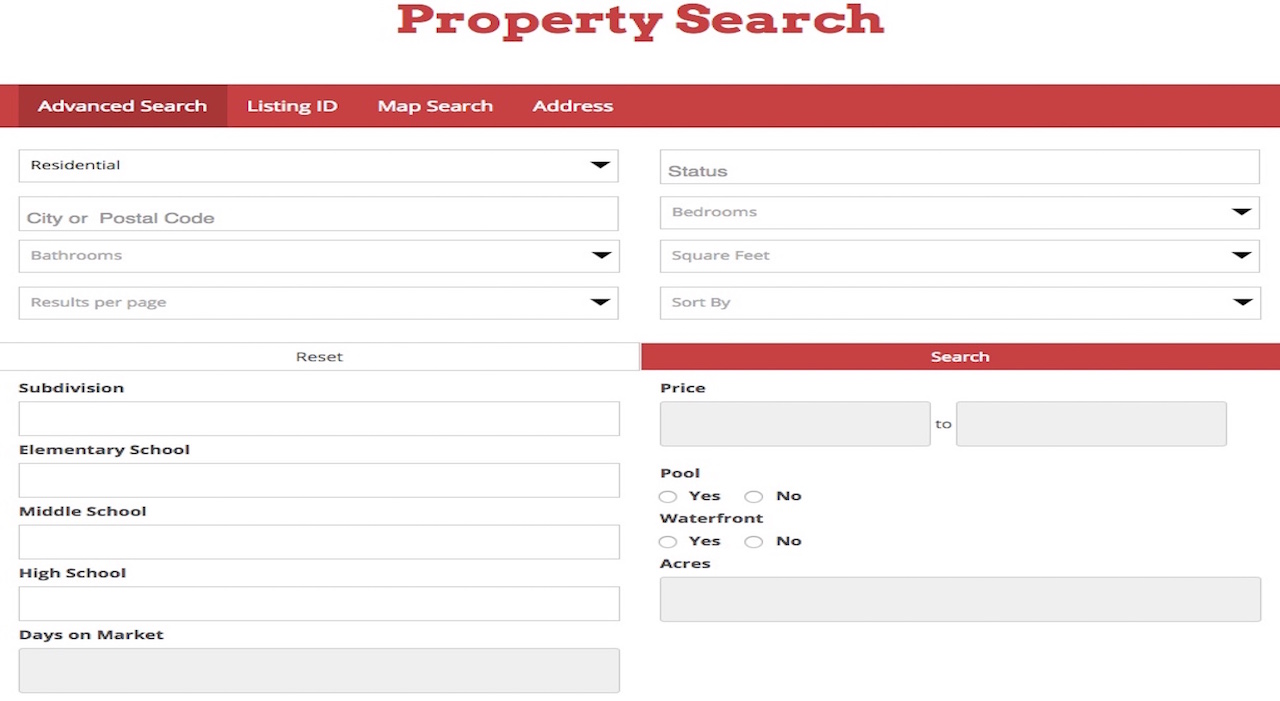 Property Search
Advanced Search Listing ID Map Search Address
Residential
Status
City or Postal Code
Bedrooms
Bathrooms
Square Feet
Results per page
Sort By
Reset
Search
Subdivision
Elementary School
Middle School
High School
Days on Market
Price
to
Pool
Yes No
Waterfront
Yes No
Acres